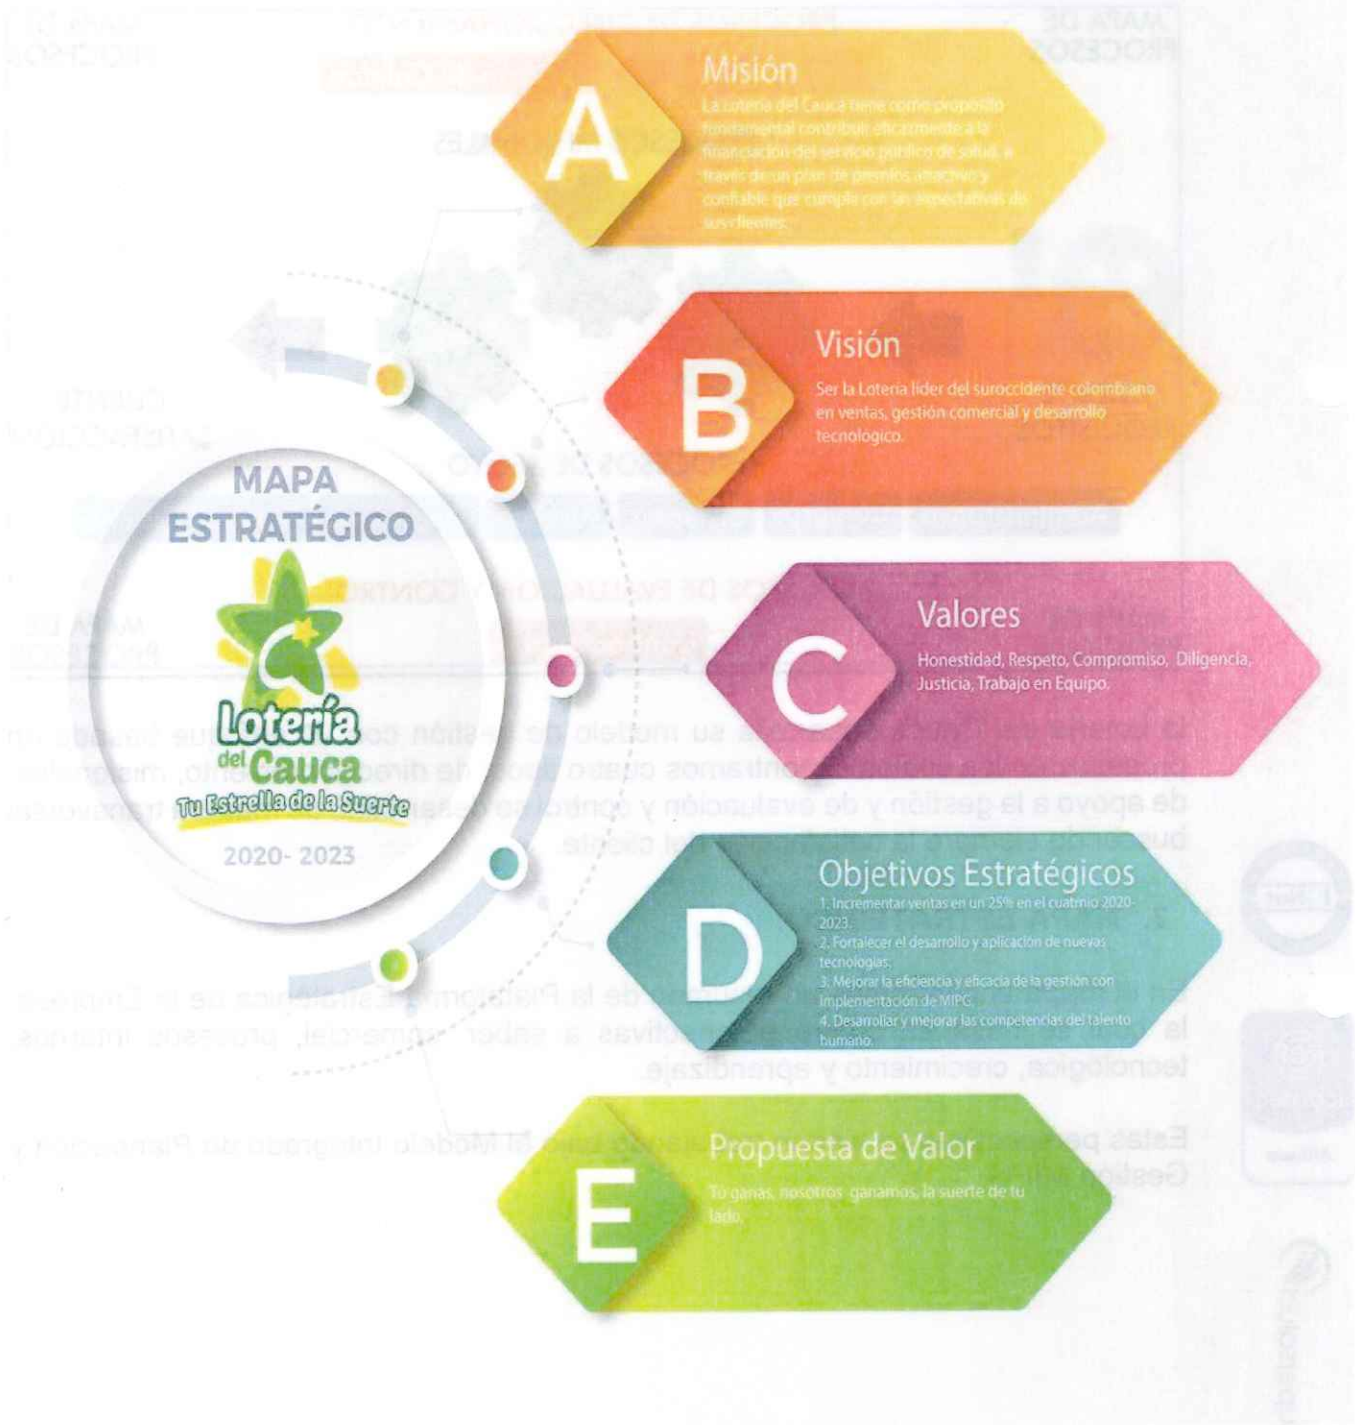 MAPA
ESTRATÉGICO
Lotería
del Cauca
Tu Estrella de la Suerte
2020- 2023
A
Misión
La Lotería del Cauca tiene como propósito
fundamental contribuir eficazmente a la
financiación del servicio público de salud, a
través de un plan de premios atractivo y
confiable que cumpla con las expectativas de
sus clientes.
B
Visión
Ser la Lotería líder del suroccidente colombiano
en ventas, gestión comercial y desarrollo
tecnologico.
C
Valores
Honestidad, Respeto, Compromiso, Diligencia,
Justicia, Trabajo en Equipo.
D
Objetivos Estratégicos
1. Incrementar ventas en un 25% en el cuatrinio 2020-
2023.
2. Fortalecer el desarrollo y aplicación de nuevas
tecnologías.
3. Mejorar la eficiencia y eficacia de la gestión con
implementación de MIPG.
4. Desarrollar y mejorar las competencias del talento
humano.
E
Propuesta de Valor
Tú ganas, nosotros ganamos, la suerte de tu
lado.